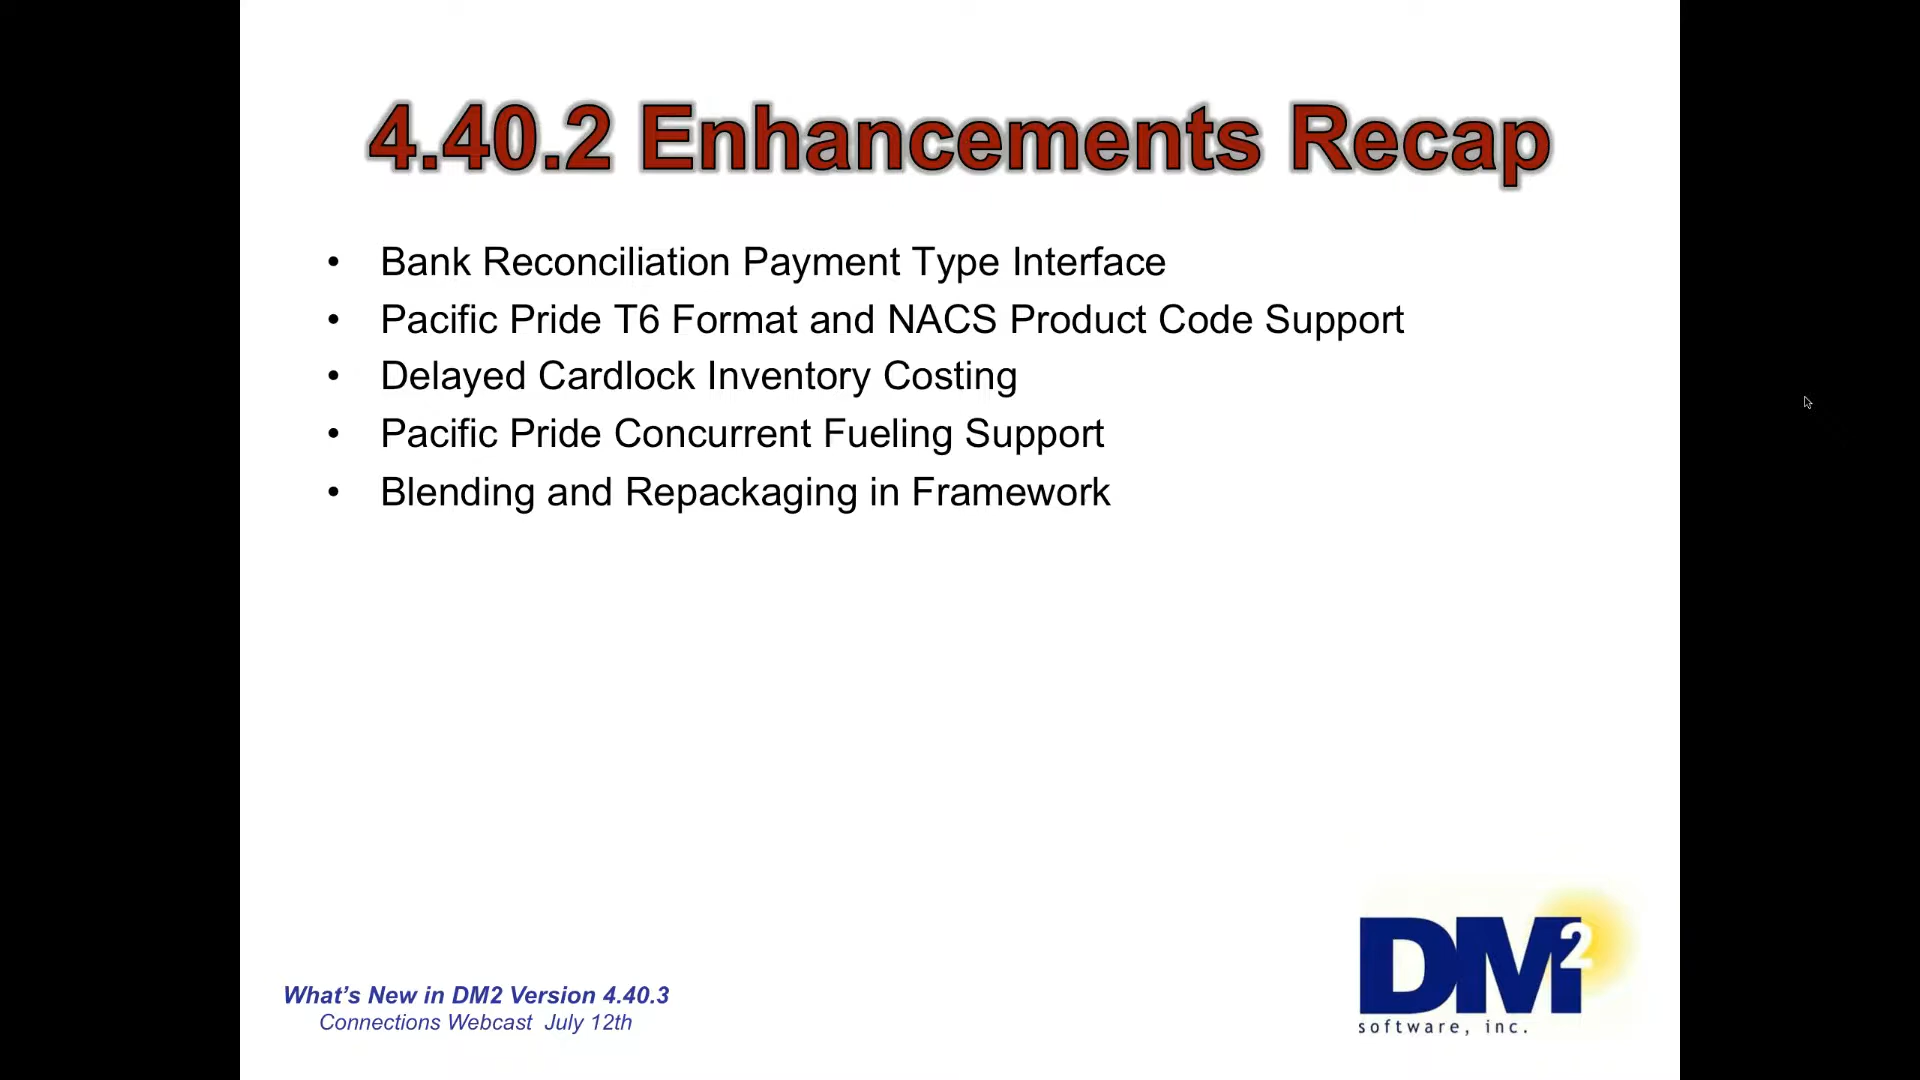 4.40.2 Enhancements Recap
• Bank Reconciliation Payment Type Interface
• Pacific Pride T6 Format and NACS Product Code Support
• Delayed Cardlock Inventory Costing
• Pacific Pride Concurrent Fueling Support
• Blending and Repackaging in Framework
What's New in DM2 Version 4.40.3
Connections Webcast July 12th
DM2
software, inc.